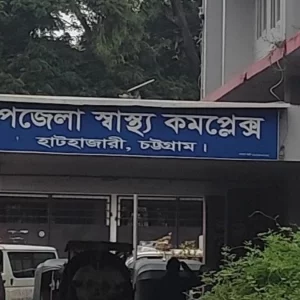 পজেলা স্বাস্থ্য কমপ্লেক্স
হাটহাজারী, চট্টগ্রাম ।